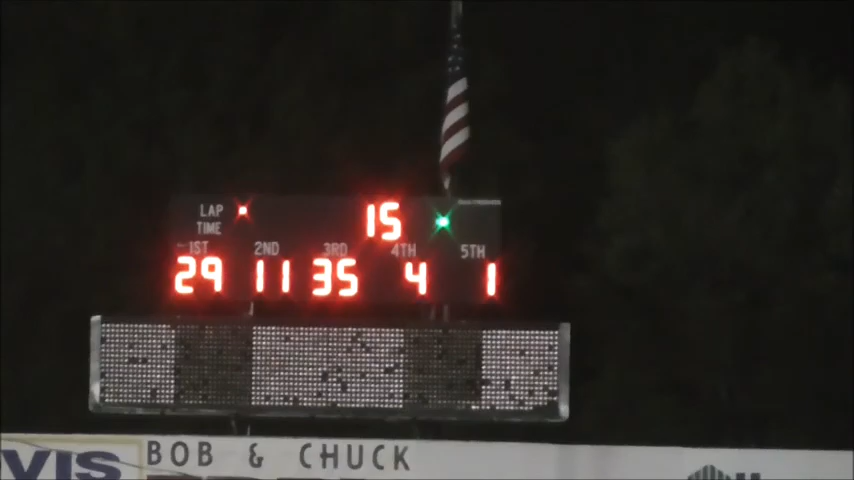 LAP
15
TIME
1ST 2ND 3RD 4TH 5TH
29 11 35 4 1
VIS BOB & CHUCK